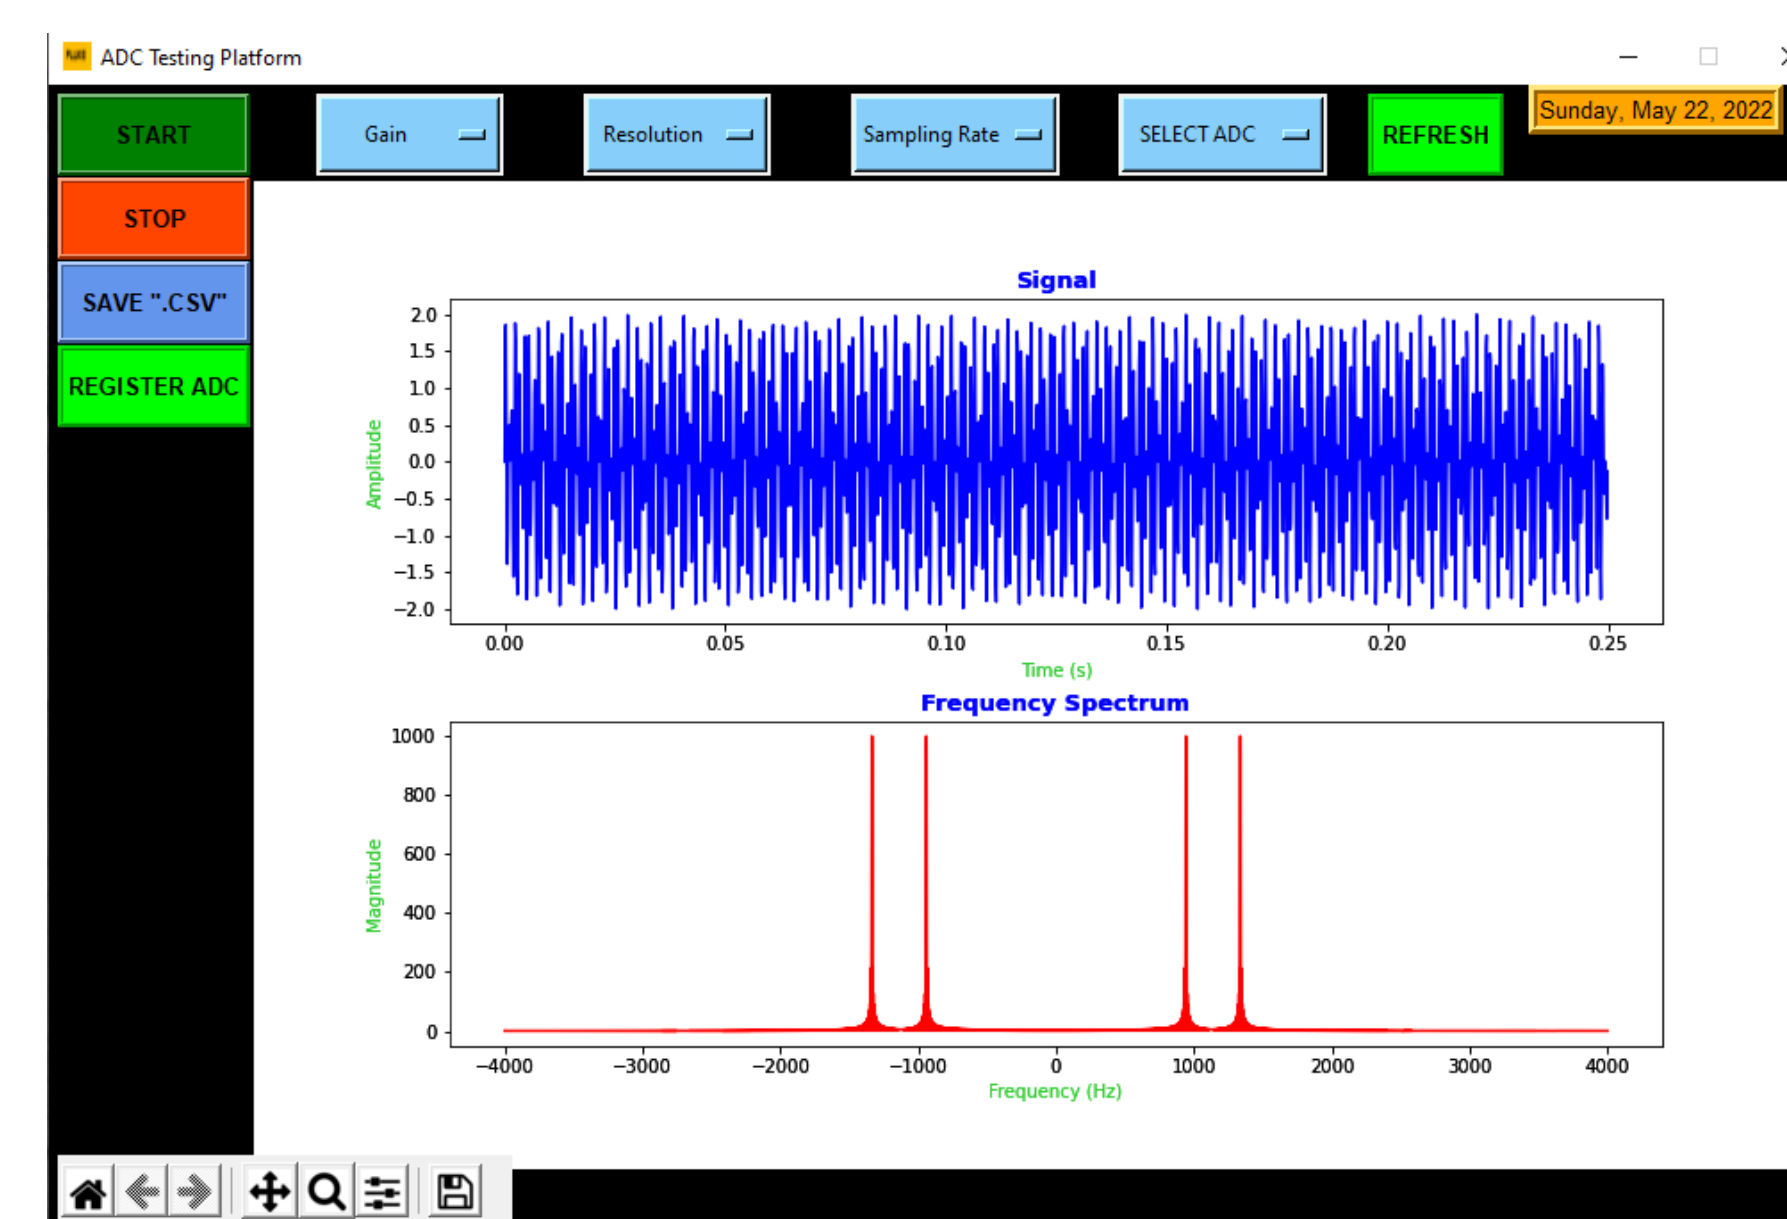 ADC Testing Platform
START
Gain
Resolution
Sampling Rate
SELECT ADC
REFRESH
Sunday, May 22, 2022
STOP
SAVE ".CSV"
REGISTER ADC
Signal
2.0
1.5
1.0
0.5
0.0
−0.5
−1.0
−1.5
−2.0
Amplitude
0.00 0.05 0.10 0.15 0.20 0.25
Time (s)
Frequency Spectrum
1000
800
600
400
200
0
Magnitude
−4000 −3000 −2000 −1000 0 1000 2000 3000 4000
Frequency (Hz)